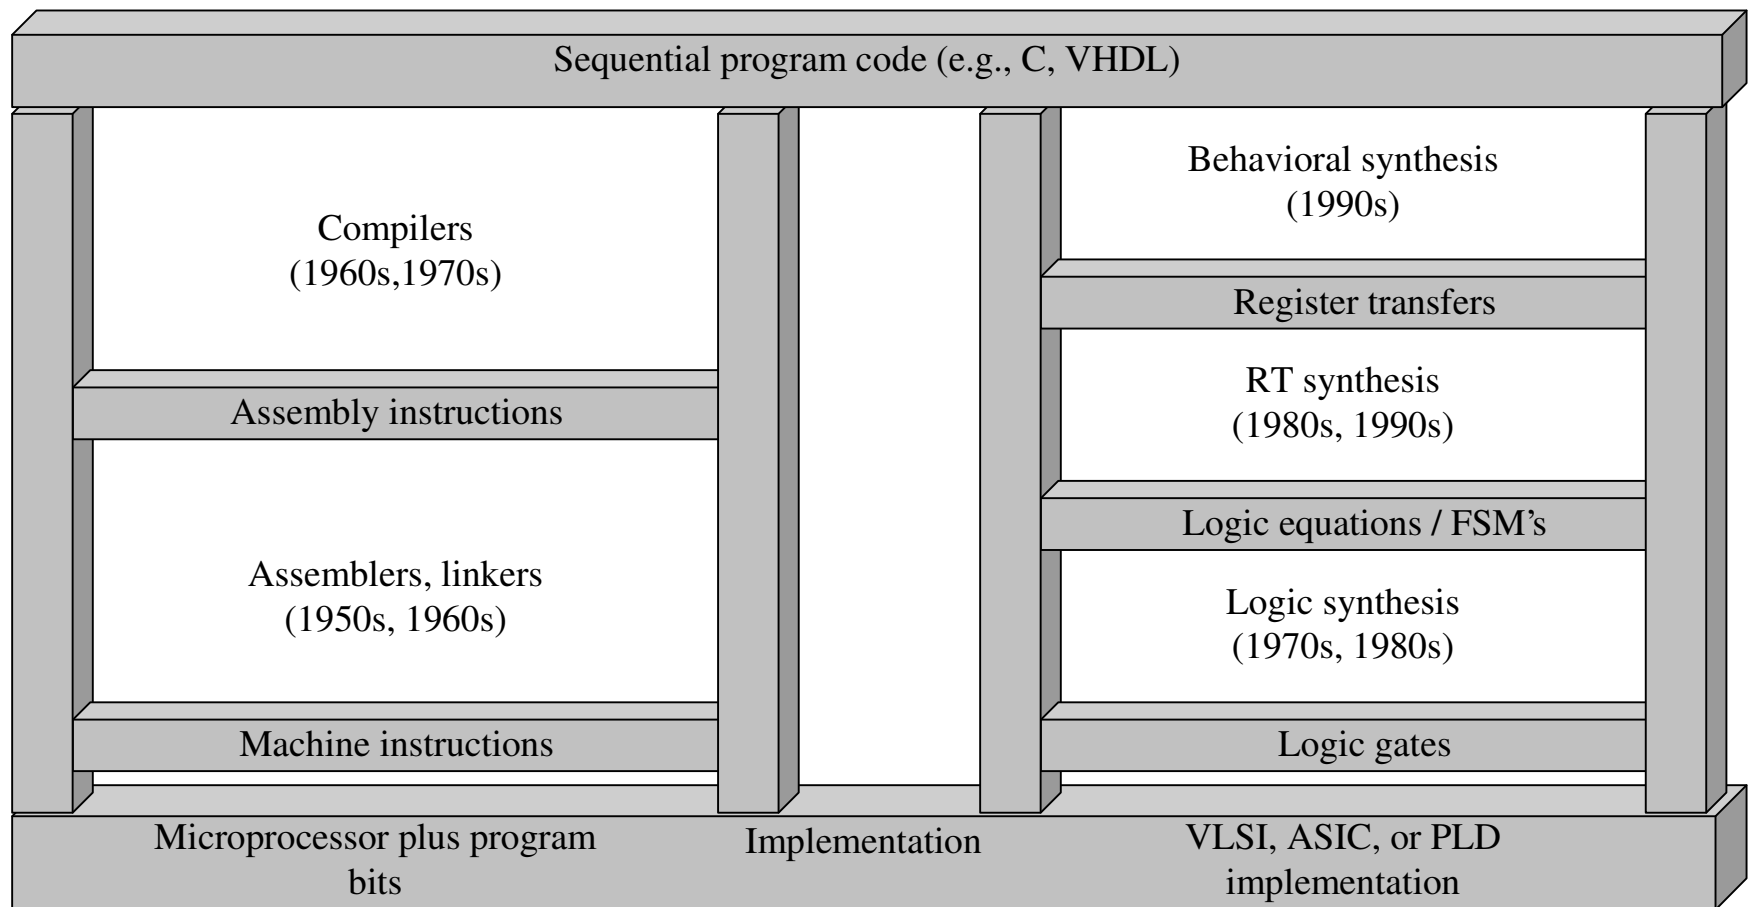 Sequential program code (e.g., C, VHDL)
Compilers
(1960s,1970s)
Assembly instructions
Assemblers, linkers
(1950s, 1960s)
Machine instructions
Behavioral synthesis
(1990s)
Register transfers
RT synthesis
(1980s, 1990s)
Logic equations / FSM’s
Logic synthesis
(1970s, 1980s)
Logic gates
Microprocessor plus program
bits
Implementation
VLSI, ASIC, or PLD
implementation